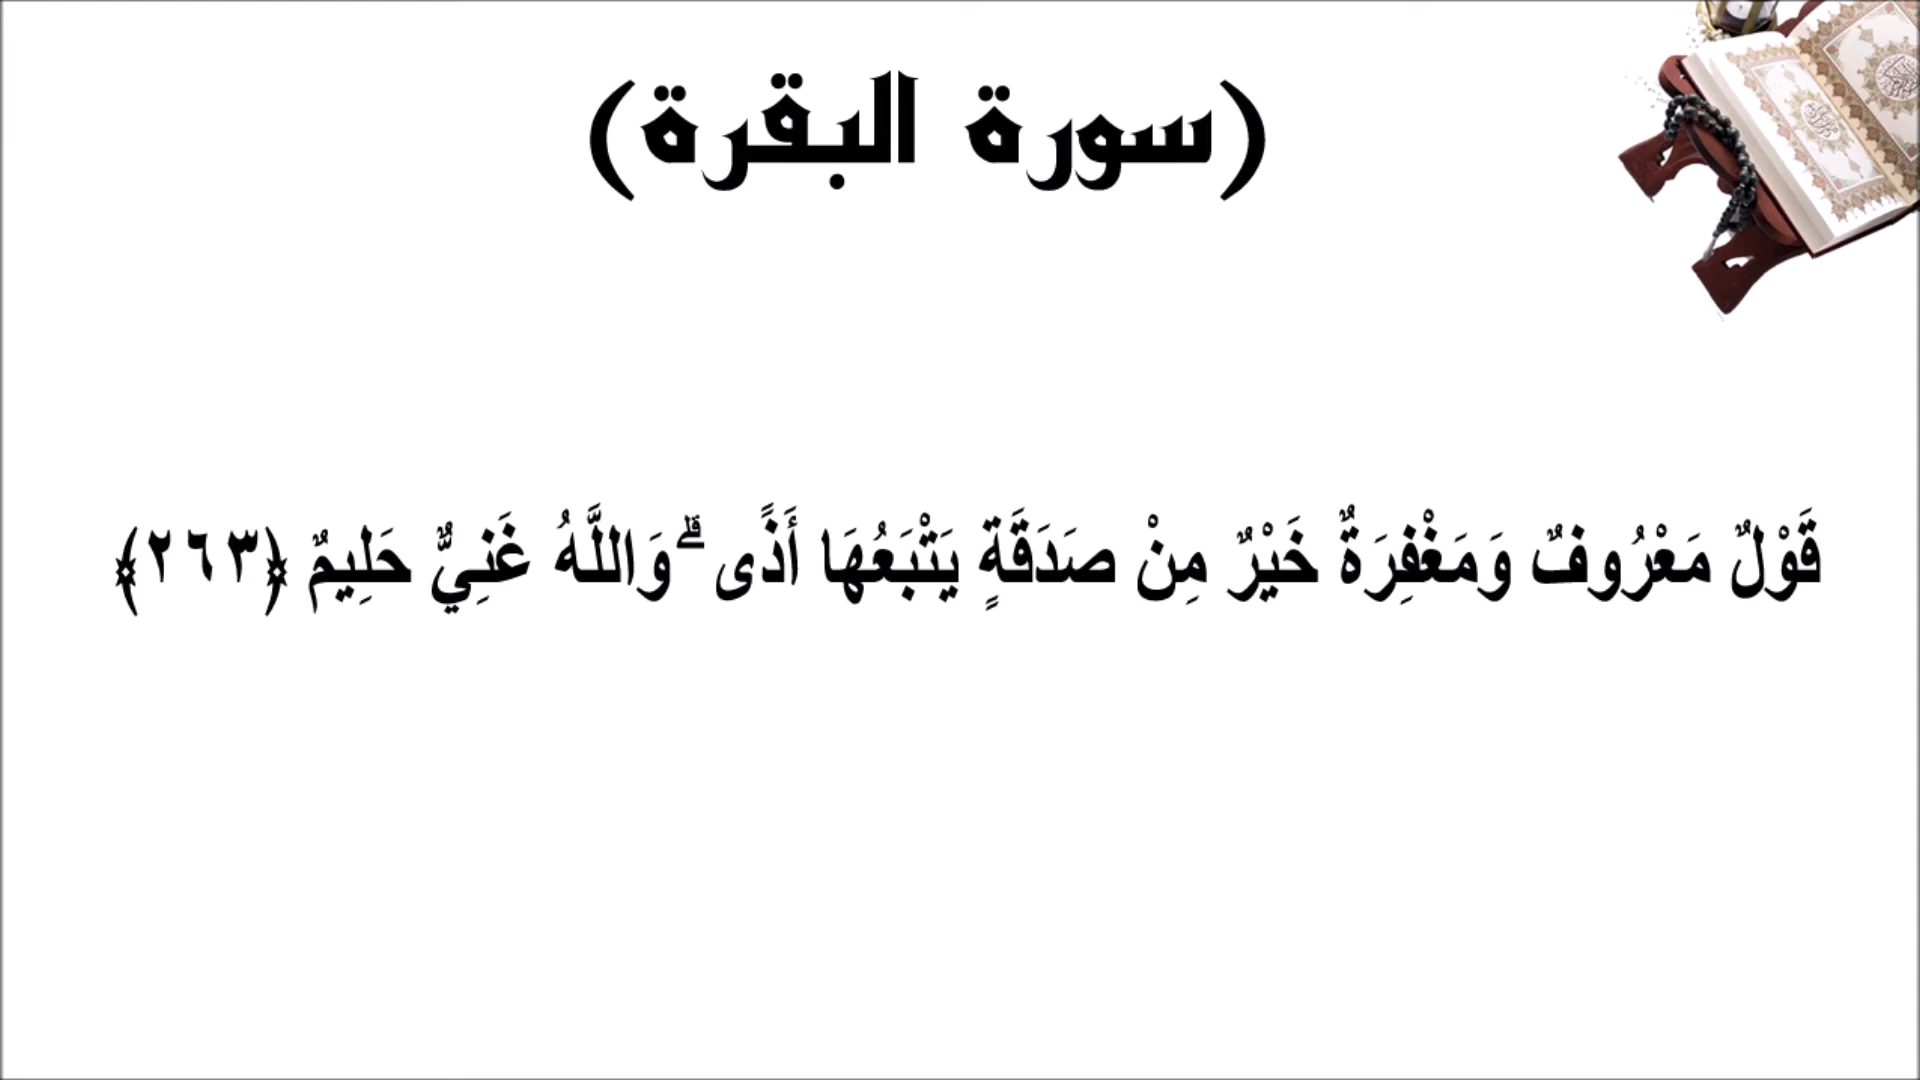 (سورة البقرة)
قَوْلٌ مَعْرُوفٌ وَمَغْفِرَةٌ خَيْرٌ مِنْ صَدَقَةٍ يَتْبَعُهَا أَذًى ۗ وَاللَّهُ غَنِيٌّ حَلِيمٌ ﴿٢٦٣﴾